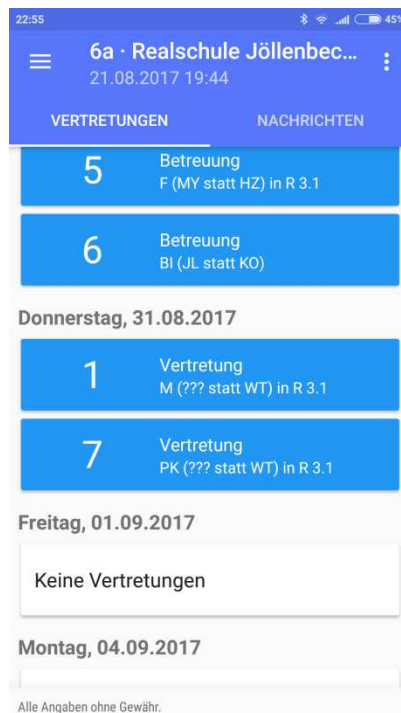 22:55
45%
6a · Realschule Jöllenbec...
21.08.2017 19:44
VERTRETUNGEN NACHRICHTEN
5
Betreuung
F (MY statt HZ) in R 3.1
6
Betreuung
BI (JL statt KO)
Donnerstag, 31.08.2017
1
Vertretung
M (??? statt WT) in R 3.1
7
Vertretung
PK (??? statt WT) in R 3.1
Freitag, 01.09.2017
Keine Vertretungen
Montag, 04.09.2017
Alle Angaben ohne Gewähr.